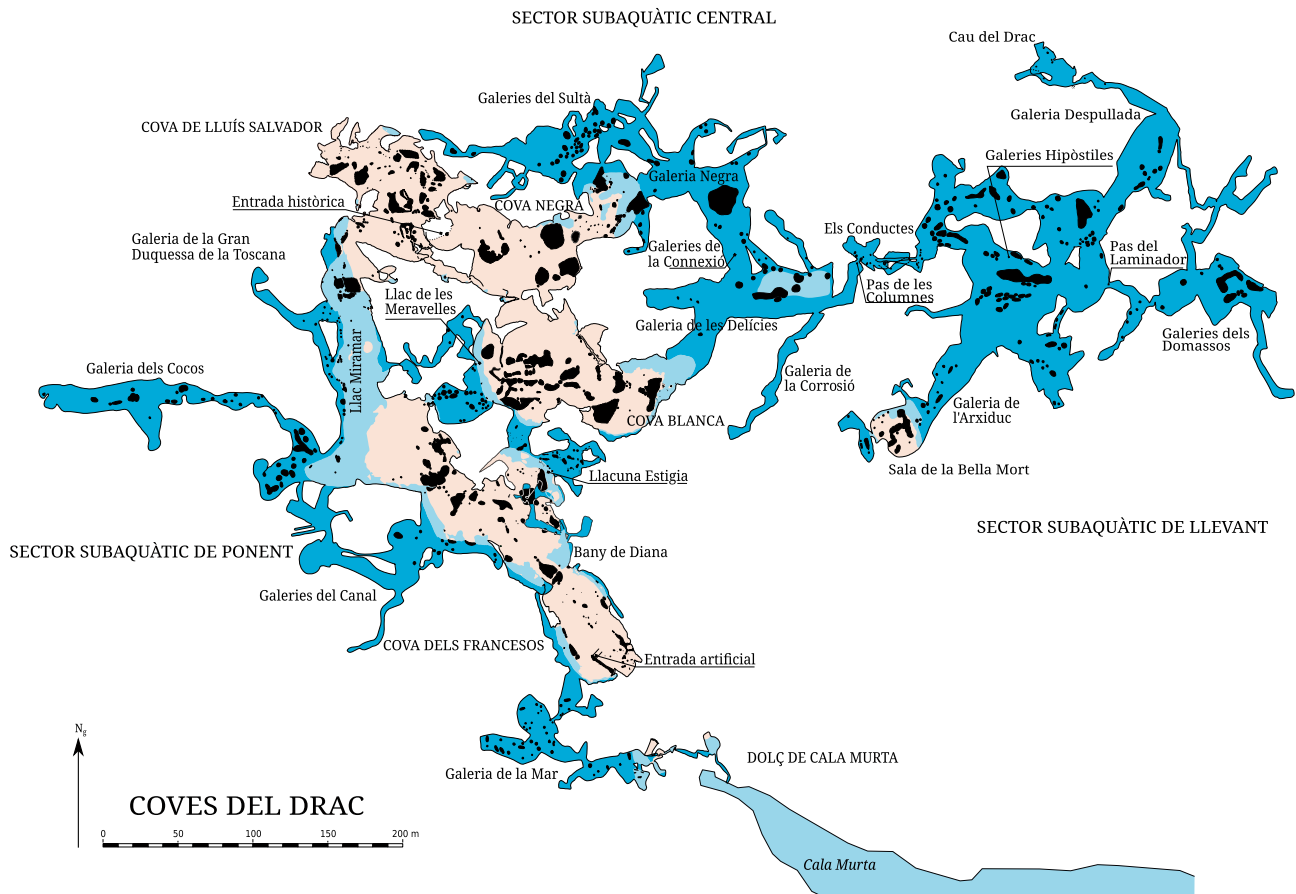 SECTOR SUBAQUÀTIC CENTRAL
Cau del Drac
Galeries del Sultà
Galeria Despullada
COVA DE LLUÍS SALVADOR
Galeries Hipòstiles
Galeria Negra
Entrada històrica
COVA NEGRA
Els Conductes
Galeria de la Gran
Duquessa de la Toscana
Galeries de
la Connexió
Pas del
Laminador
Llac de les
Meravelles
Pas de les
Columnes
Galeria de les Delícies
Galeries dels
Domassos
Llac Miramar
Galeria dels Cocos
Galeria de
la Corrosió
Galeria de
l'Arxiduc
COVA BLANCA
Sala de la Bella Mort
Llacuna Estigia
SECTOR SUBAQUÀTIC DE LLEVANT
SECTOR SUBAQUÀTIC DE PONENT
Bany de Diana
Galeries del Canal
COVA DELS FRANCESOS
Entrada artificial
Ng
DOLÇ DE CALA MURTA
Galeria de la Mar
COVES DEL DRAC
0 50 100 150 200 m
Cala Murta